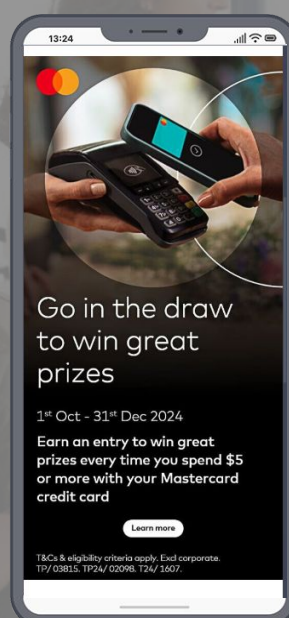 13:24
Go in the draw
to win great
prizes
1st Oct - 31st Dec 2024
Earn an entry to win great
prizes every time you spend $5
or more with your Mastercard
credit card
Learn more
T&Cs & eligibility criteria apply. Excl corporate.
TP/ 03815. TP24/ 02098. T24/ 1607.